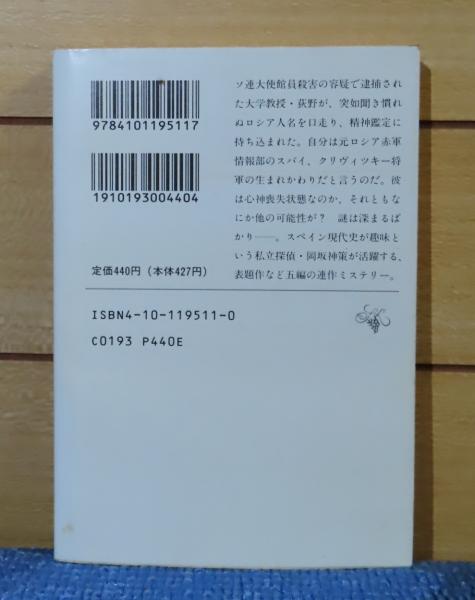 ソ連大使館員殺害の容疑で逮捕され
た大学教授・荻野が、突如聞き慣れ
ぬロシア人名を口走り、精神鑑定に
持ち込まれた。自分は元ロシア赤軍
情報部のスパイ、クリヴィツキー将
軍の生まれかわりだと言うのだ。彼
は心神喪失状態なのか、それともな
にか他の可能性が？ 謎は深まるば
かり――。スペイン現代史が趣味と
いう私立探偵・岡坂神策が活躍する、
表題作など五編の連作ミステリー。
9784101195117
1910193004404
定価440円（本体427円）
ISBN4-10-119511-0
C0193 P440E